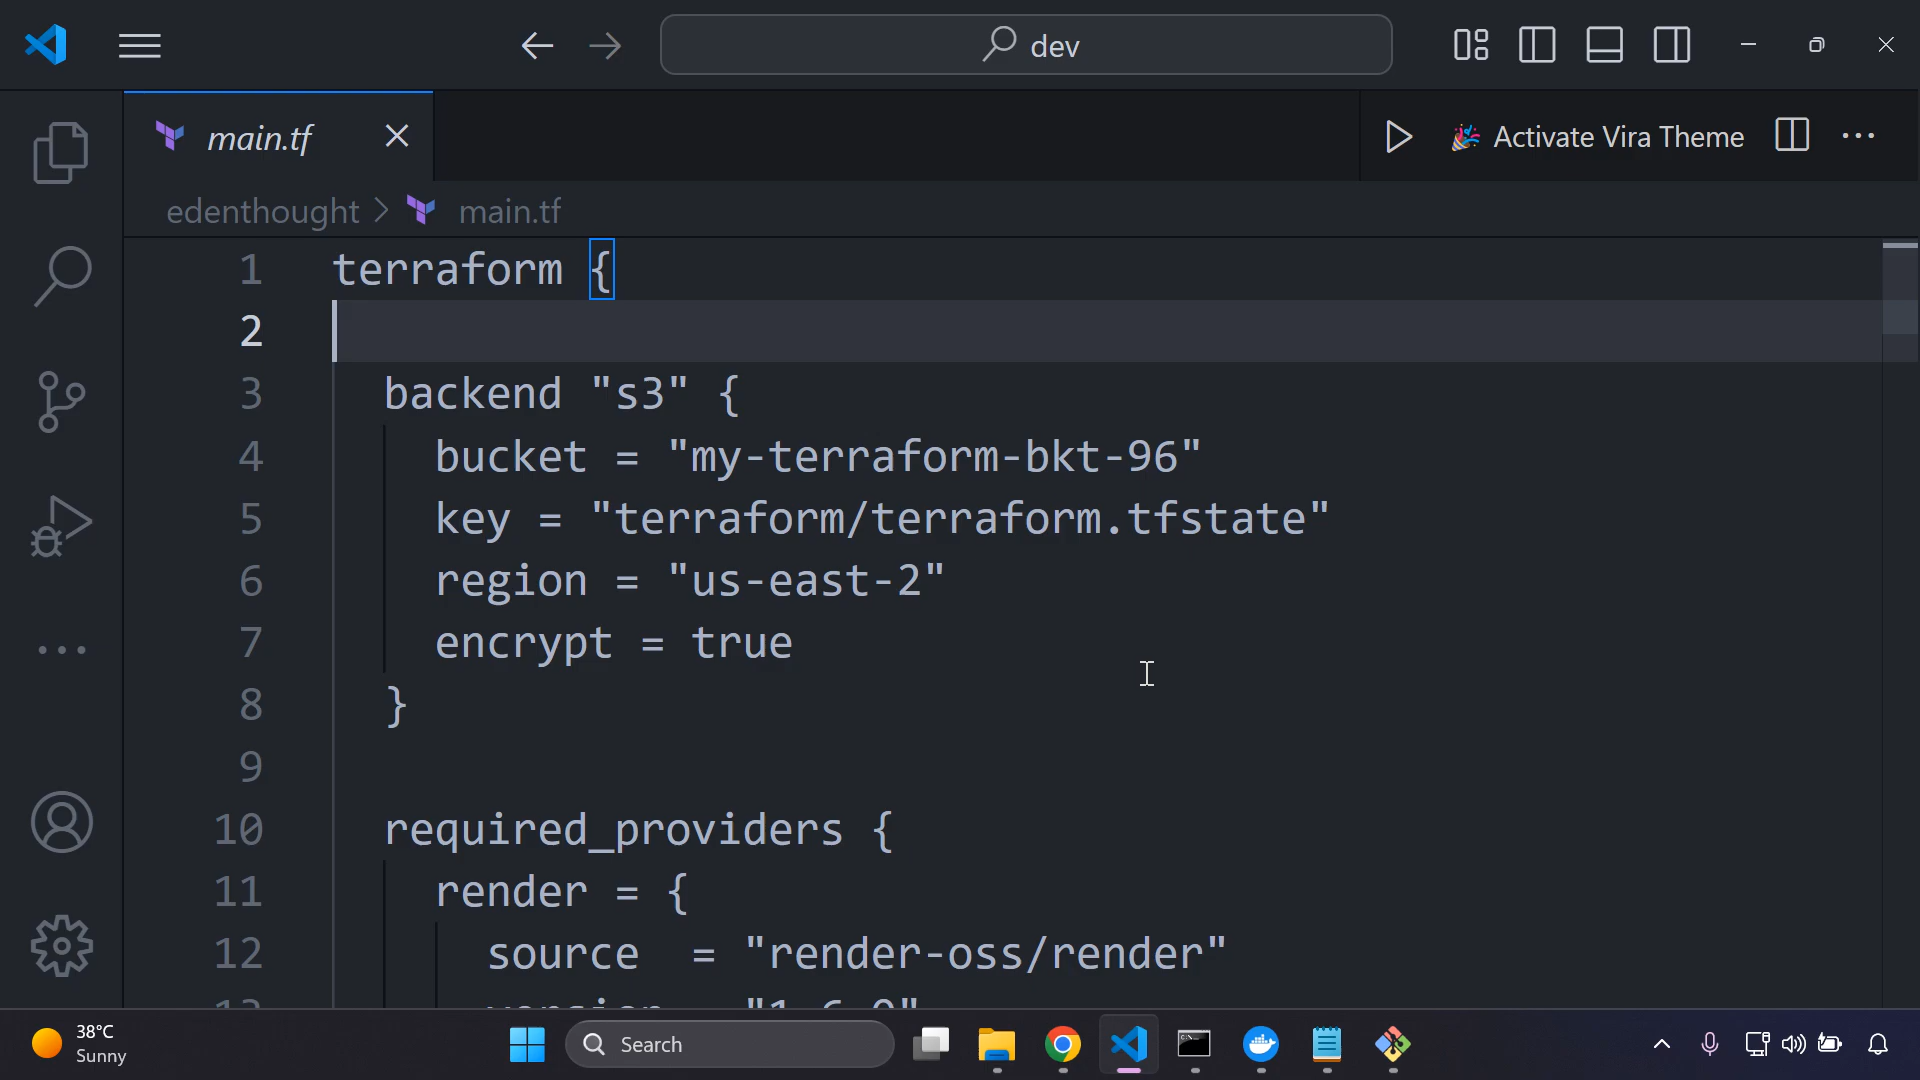 dev
main.tf
Activate Vira Theme
edenthought > main.tf
1 terraform {
2
3 backend "s3" {
4 bucket = "my-terraform-bkt-96"
5 key = "terraform/terraform.tfstate"
6 region = "us-east-2"
7 encrypt = true
8 }
9
10 required_providers {
11 render = {
12 source = "render-oss/render"
38°C
Sunny
Search